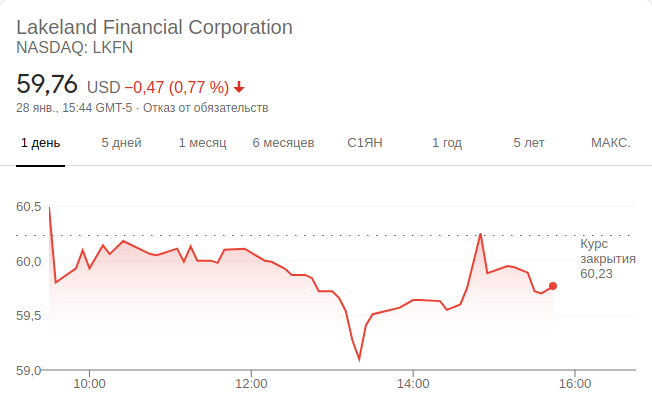 Lakeland Financial Corporation
NASDAQ: LKFN
59,76 USD −0,47 (0,77 %)
28 янв., 15:44 GMT-5 · Отказ от обязательств
1 день 5 дней 1 месяц 6 месяцев С1ЯН 1 год 5 лет МАКС.
60,5
60,0
59,5
59,0
Курс
закрытия
60,23
10:00 12:00 14:00 16:00